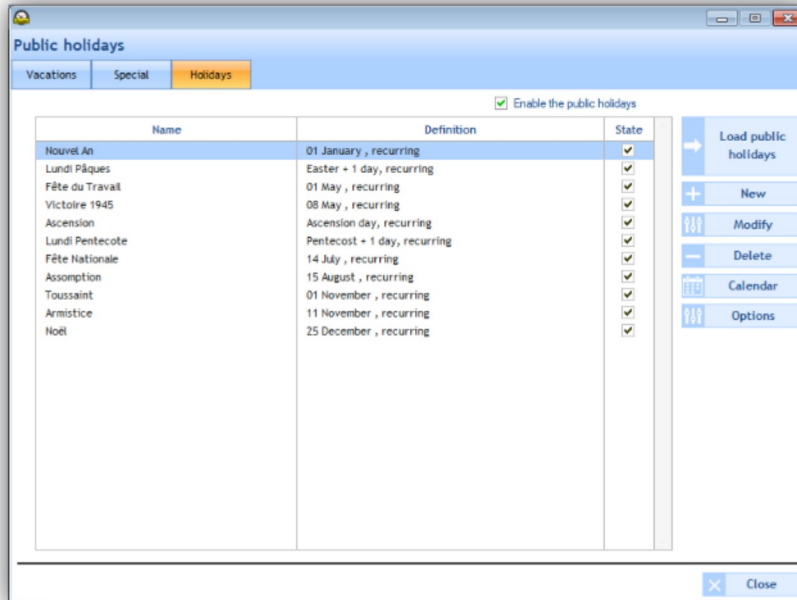 Public holidays
Vacations Special Holidays
Enable the public holidays
Name Definition State
Nouvel An 01 January , recurring
Lundi Pâques Easter + 1 day, recurring
Fête du Travail 01 May , recurring
Victoire 1945 08 May , recurring
Ascension Ascension day, recurring
Lundi Pentecote Pentecost + 1 day, recurring
Fête Nationale 14 July , recurring
Assomption 15 August , recurring
Toussaint 01 November , recurring
Armistice 11 November , recurring
Noël 25 December , recurring
Load public
holidays
New
Modify
Delete
Calendar
Options
Close